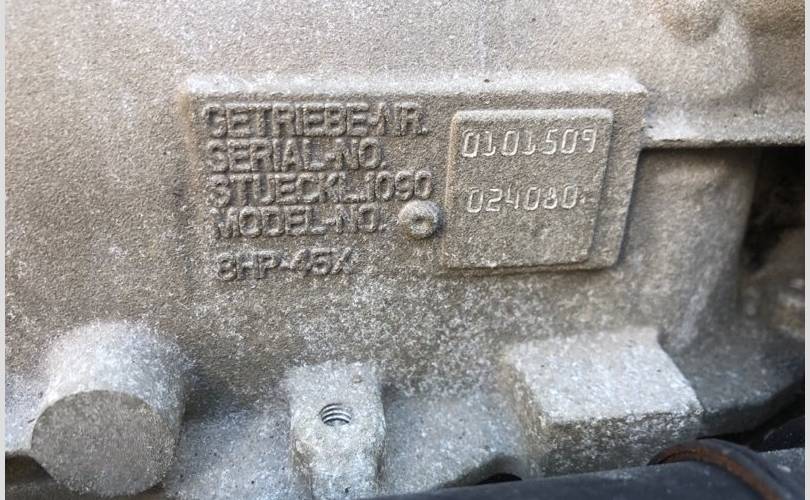 GETRIEBE-NR. 0101509
SERIAL-NO.
STUECKL.1090 024080
MODEL-NO.
8HP-45X